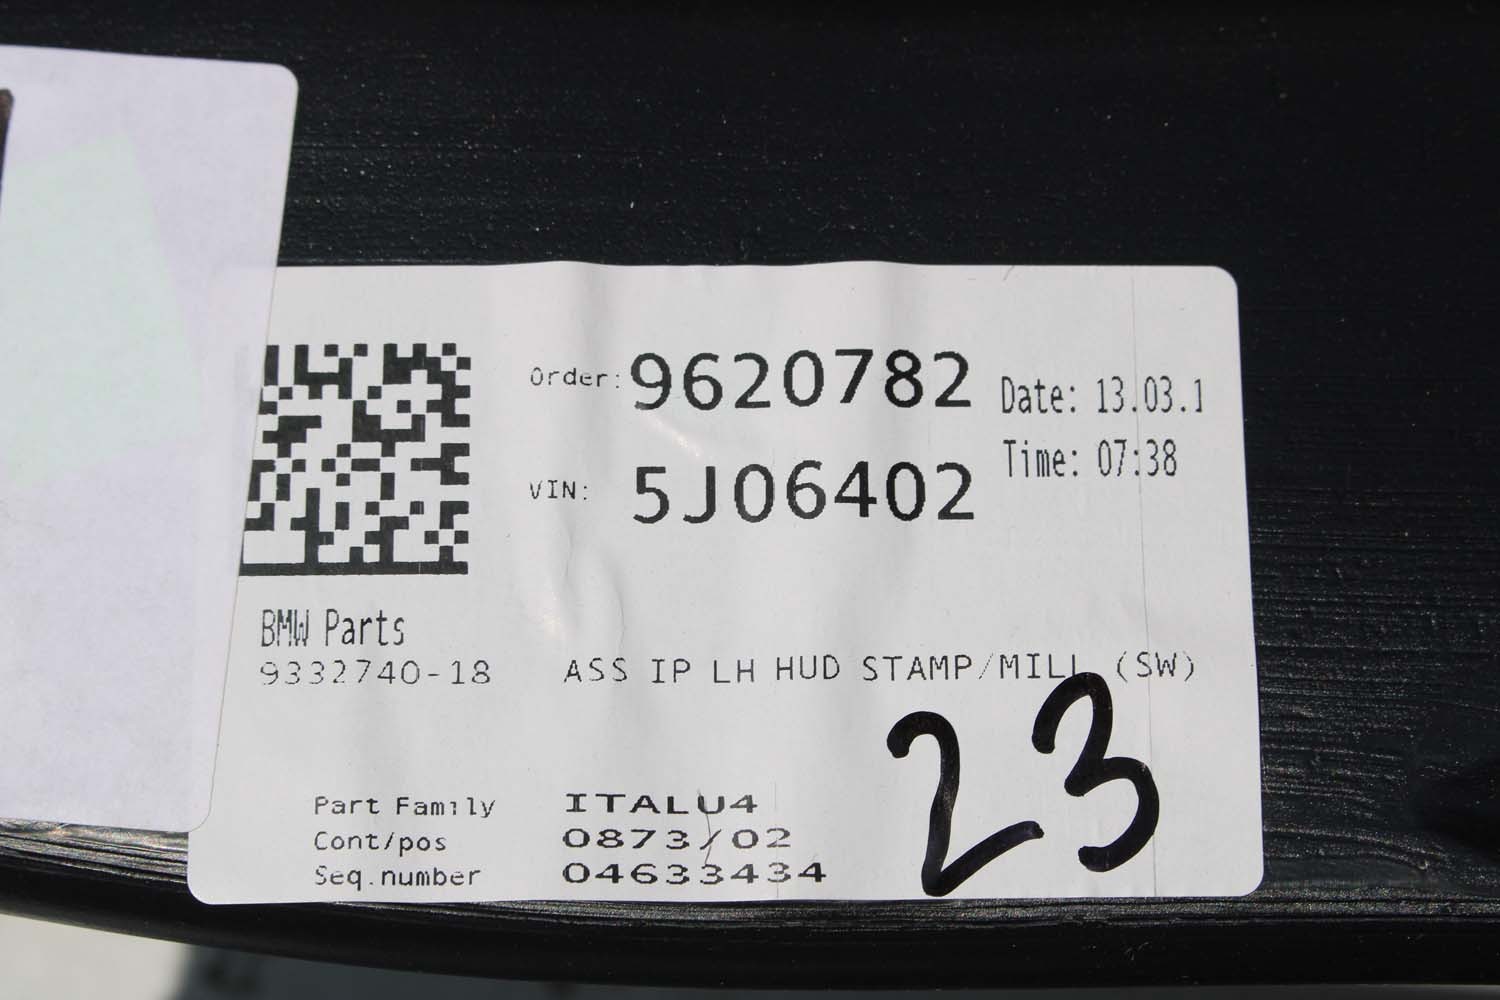 Order: 9620782
Date: 13.03.1
VIN: 5J06402
Time: 07:38
BMW Parts
9332740-18 ASS IP LH HUD STAMP/MILL (SW)
23
Part Family ITALU4
Cont/pos 0873/02
Seq.number 04633434